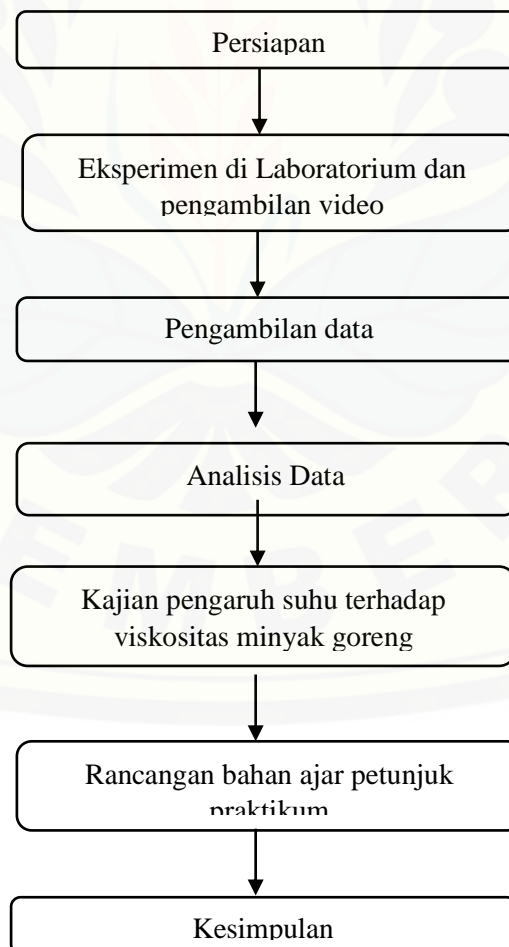 Persiapan
Eksperimen di Laboratorium dan
pengambilan video
Pengambilan data
Analisis Data
Kajian pengaruh suhu terhadap
viskositas minyak goreng
Rancangan bahan ajar petunjuk
praktikum
Kesimpulan